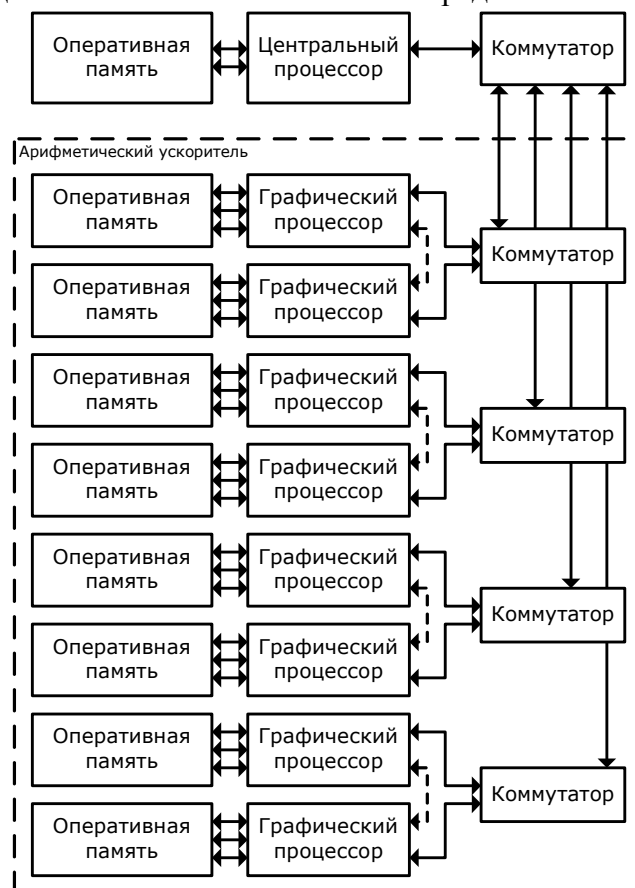 Оперативная
память
Центральный
процессор
Коммутатор
Арифметический ускоритель
Оперативная
память
Графический
процессор
Коммутатор
Оперативная
память
Графический
процессор
Оперативная
память
Графический
процессор
Коммутатор
Оперативная
память
Графический
процессор
Оперативная
память
Графический
процессор
Коммутатор
Оперативная
память
Графический
процессор
Оперативная
память
Графический
процессор
Коммутатор
Оперативная
память
Графический
процессор